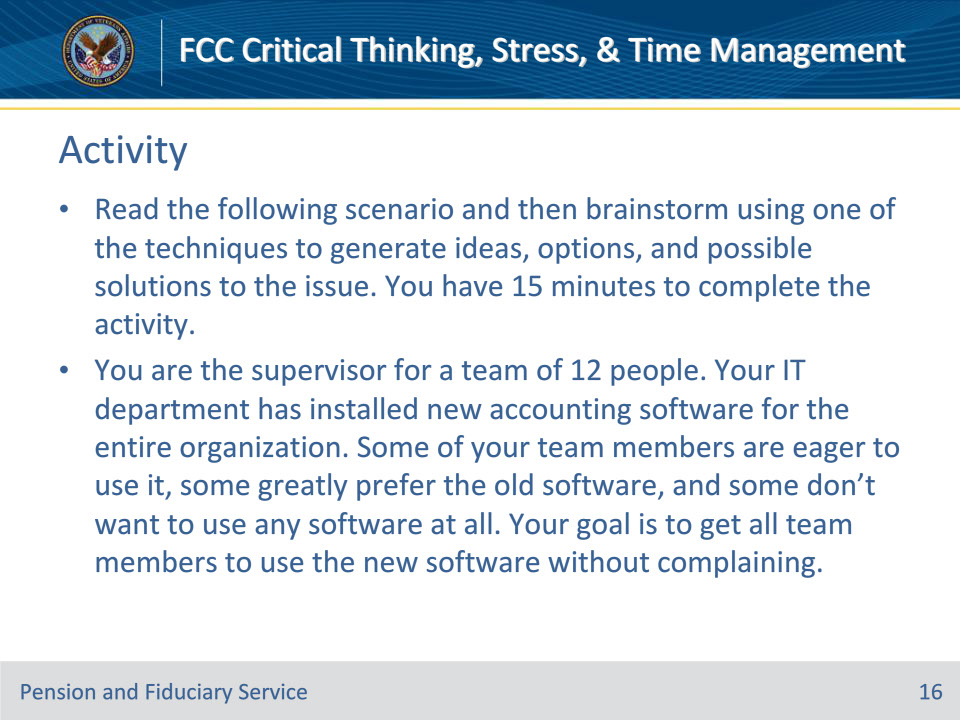 FCC Critical Thinking, Stress, & Time Management
Activity
• Read the following scenario and then brainstorm using one of
the techniques to generate ideas, options, and possible
solutions to the issue. You have 15 minutes to complete the
activity.
• You are the supervisor for a team of 12 people. Your IT
department has installed new accounting software for the
entire organization. Some of your team members are eager to
use it, some greatly prefer the old software, and some don’t
want to use any software at all. Your goal is to get all team
members to use the new software without complaining.
Pension and Fiduciary Service
16